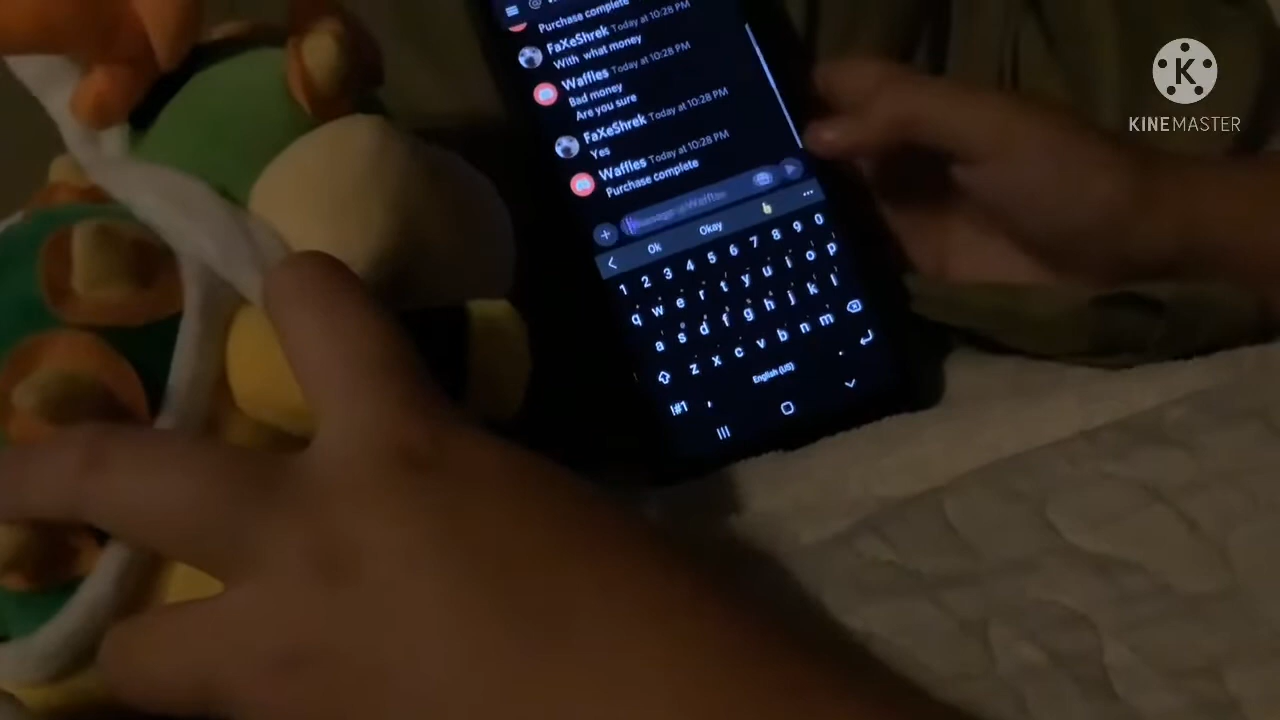 @
Purchase complete
FaXeShrek Today at 10:28 PM
With what money
Waffles Today at 10:28 PM
Bad money
Are you sure
FaXeShrek Today at 10:28 PM
Yes
Waffles Today at 10:28 PM
Purchase complete
Message @Waffles
Ok Okay
1 2 3 4 5 6 7 8 9 0
q w e r t y u i o p
a s d f g h j k l
z x c v b n m
!#1 , English (US) .
K
KINEMASTER